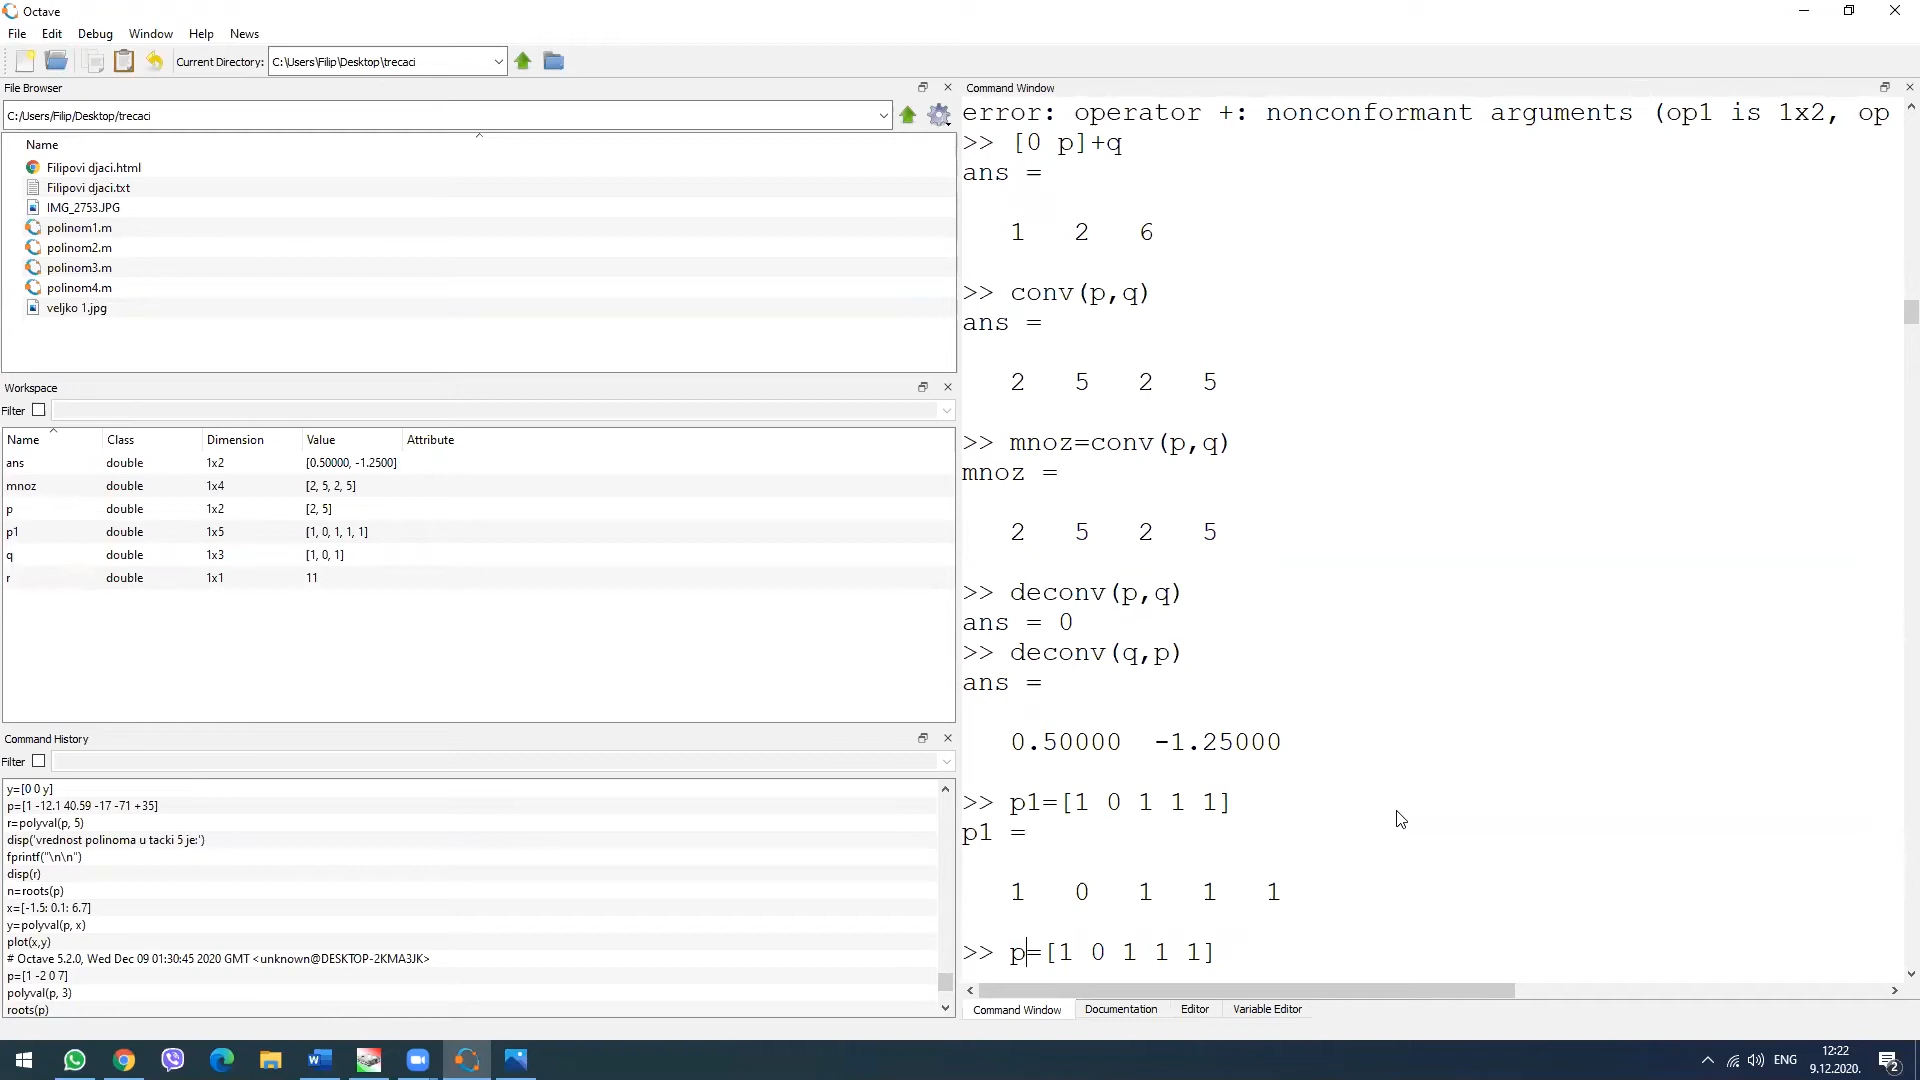 Octave
File Edit Debug Window Help News
Current Directory: C:\Users\Filip\Desktop\trecaci
File Browser
C:/Users/Filip/Desktop/trecaci
Name
Filipovi djaci.html
Filipovi djaci.txt
IMG_2753.JPG
polinom1.m
polinom2.m
polinom3.m
polinom4.m
veljko 1.jpg
Workspace
Filter
Name Class Dimension Value Attribute
ans double 1x2 [0.50000, -1.2500]
mnoz double 1x4 [2, 5, 2, 5]
p double 1x2 [2, 5]
p1 double 1x5 [1, 0, 1, 1, 1]
q double 1x3 [1, 0, 1]
r double 1x1 11
Command History
Filter
y=[0 0 y]
p=[1 -12.1 40.59 -17 -71 +35]
r=polyval(p, 5)
disp('vrednost polinoma u tacki 5 je:')
fprintf("\n\n")
disp(r)
n=roots(p)
x=[-1.5: 0.1: 6.7]
y=polyval(p, x)
plot(x,y)
# Octave 5.2.0, Wed Dec 09 01:30:45 2020 GMT <unknown@DESKTOP-2KMA3JK>
p=[1 -2 0 7]
polyval(p, 3)
roots(p)
Command Window
error: operator +: nonconformant arguments (op1 is 1x2, op
>> [0 p]+q
ans =
1 2 6
>> conv(p,q)
ans =
2 5 2 5
>> mnoz=conv(p,q)
mnoz =
2 5 2 5
>> deconv(p,q)
ans = 0
>> deconv(q,p)
ans =
0.50000 -1.25000
>> p1=[1 0 1 1 1]
p1 =
1 0 1 1 1
>> p=[1 0 1 1 1]
Command Window Documentation Editor Variable Editor
ENG
12:22
9.12.2020.
2